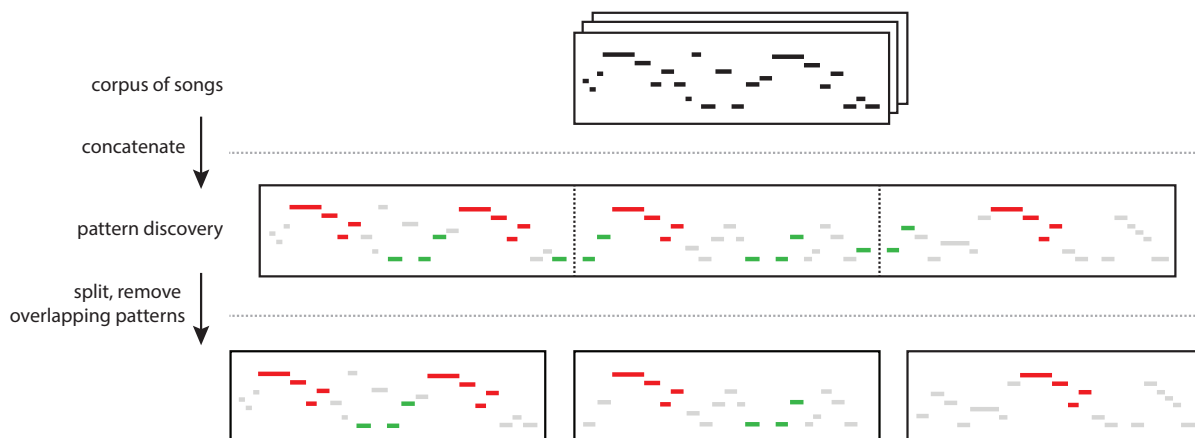 corpus of songs
concatenate
pattern discovery
split, remove
overlapping patterns